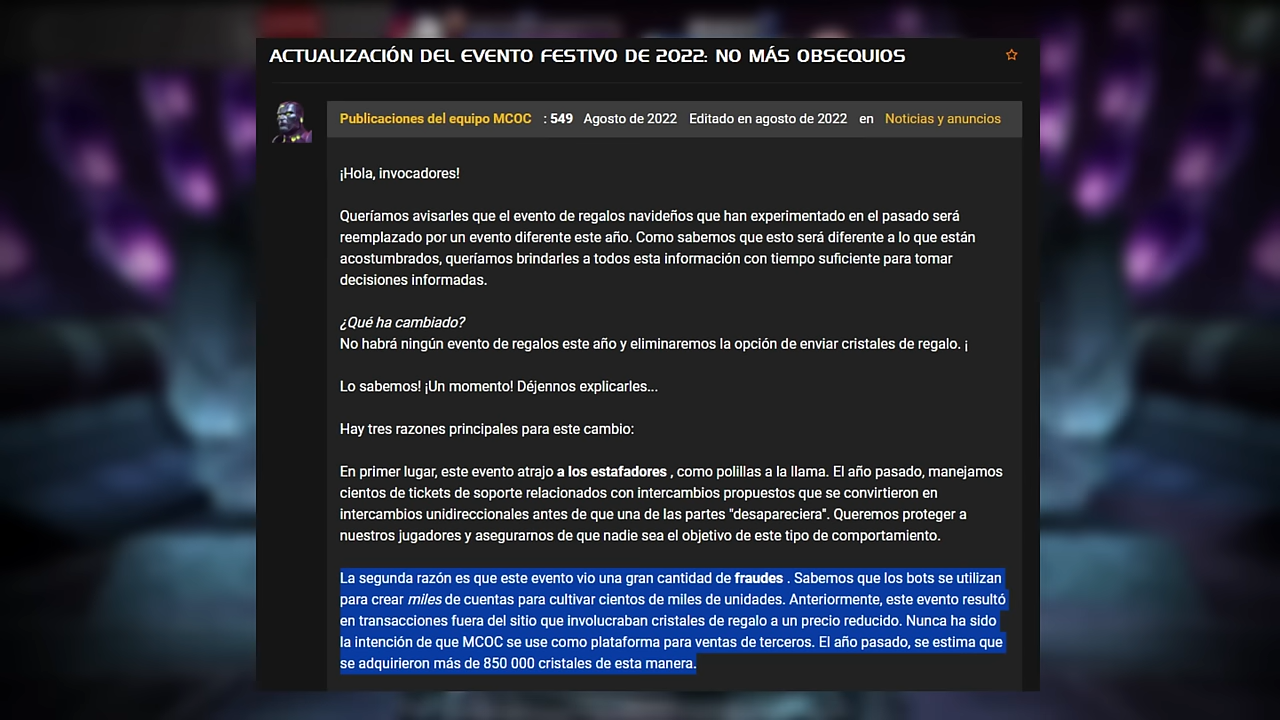 ACTUALIZACIÓN DEL EVENTO FESTIVO DE 2022: NO MÁS OBSEQUIOS
Publicaciones del equipo MCOC : 549 Agosto de 2022 Editado en agosto de 2022 en Noticias y anuncios
¡Hola, invocadores!
Queríamos avisarles que el evento de regalos navideños que han experimentado en el pasado será
reemplazado por un evento diferente este año. Como sabemos que esto será diferente a lo que están
acostumbrados, queríamos brindarles a todos esta información con tiempo suficiente para tomar
decisiones informadas.
¿Qué ha cambiado?
No habrá ningún evento de regalos este año y eliminaremos la opción de enviar cristales de regalo. ¡
Lo sabemos! ¡Un momento! Déjennos explicarles...
Hay tres razones principales para este cambio:
En primer lugar, este evento atrajo a los estafadores , como polillas a la llama. El año pasado, manejamos
cientos de tickets de soporte relacionados con intercambios propuestos que se convirtieron en
intercambios unidireccionales antes de que una de las partes "desapareciera". Queremos proteger a
nuestros jugadores y asegurarnos de que nadie sea el objetivo de este tipo de comportamiento.
La segunda razón es que este evento vio una gran cantidad de fraudes . Sabemos que los bots se utilizan
para crear miles de cuentas para cultivar cientos de miles de unidades. Anteriormente, este evento resultó
en transacciones fuera del sitio que involucraban cristales de regalo a un precio reducido. Nunca ha sido
la intención de que MCOC se use como plataforma para ventas de terceros. El año pasado, se estima que
se adquirieron más de 850 000 cristales de esta manera.